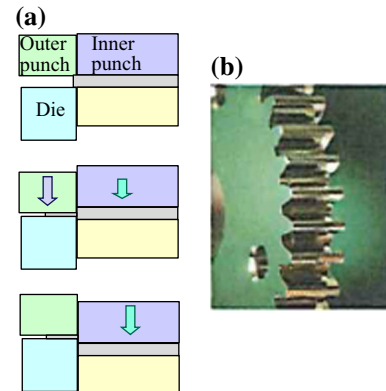 (a)
Outer
punch
Inner
punch
Die
(b)